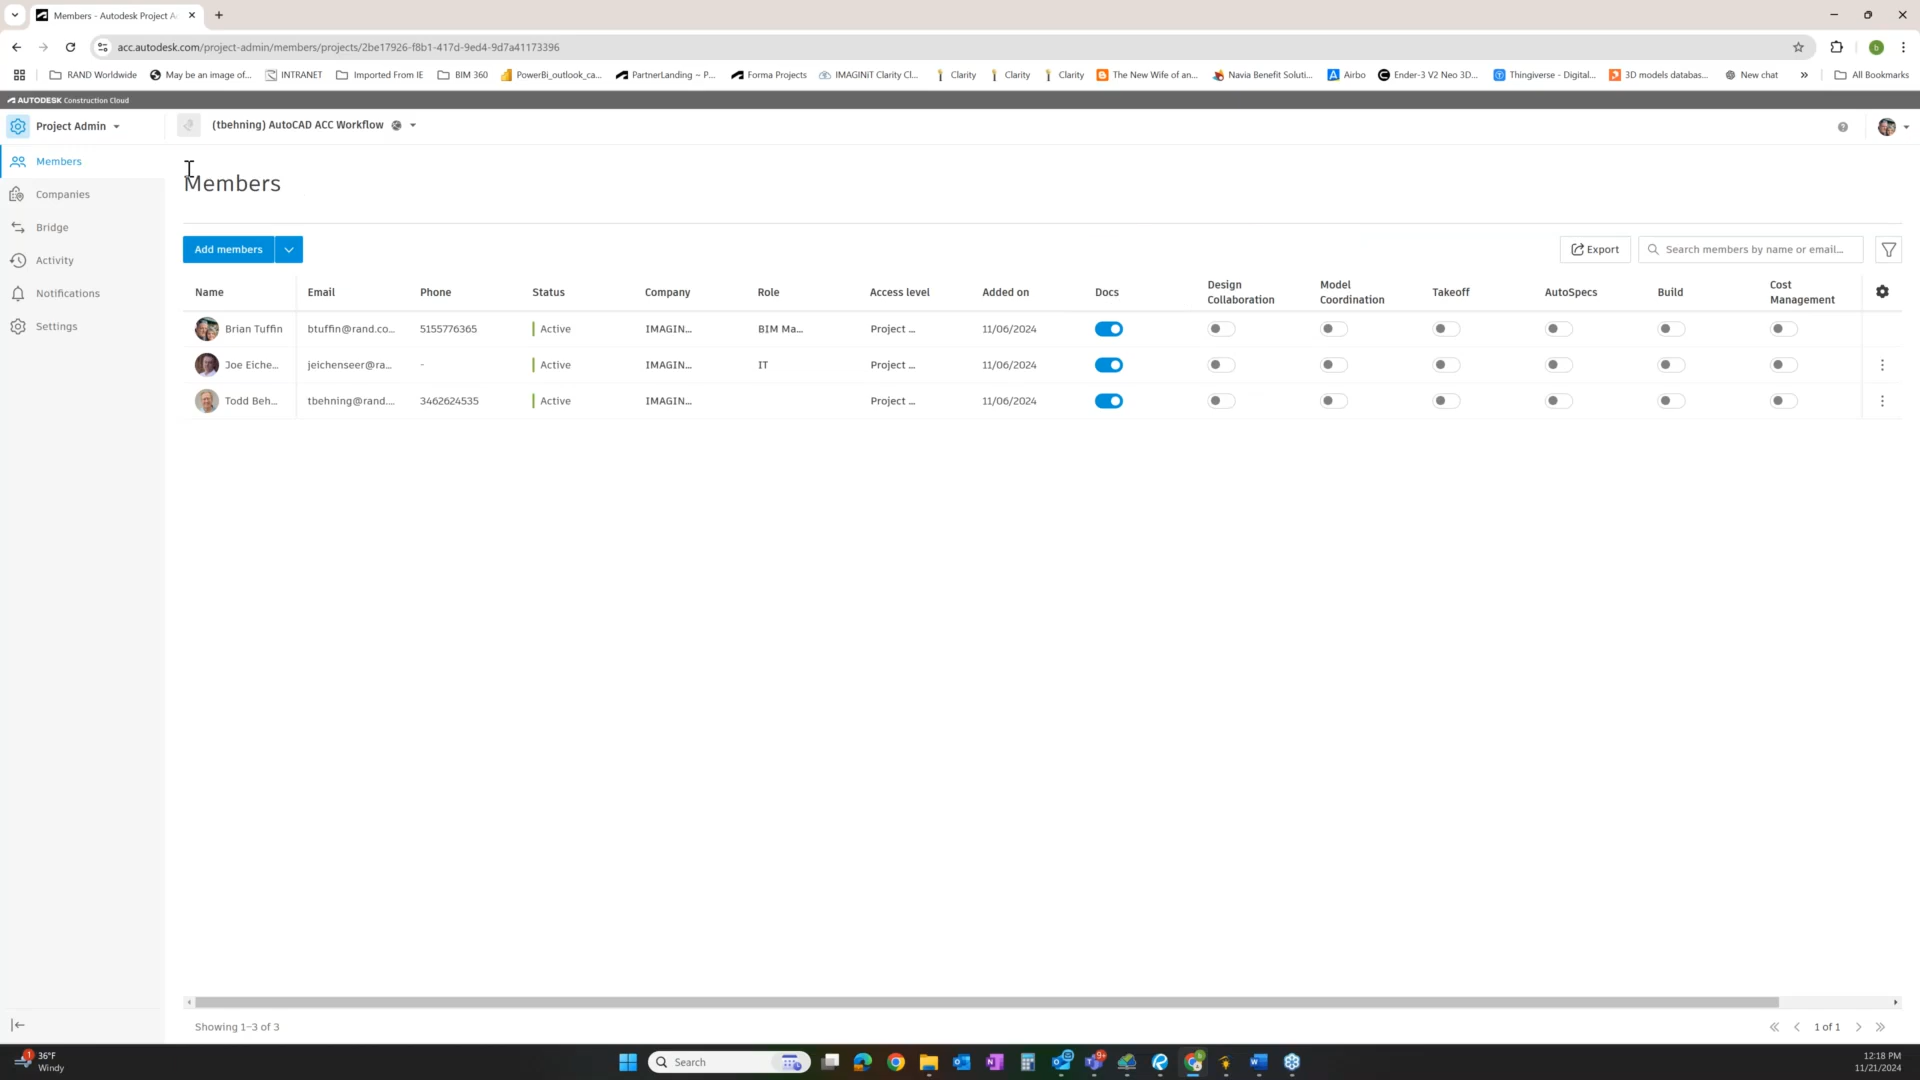 Members - Autodesk Project A
acc.autodesk.com/project-admin/members/projects/2be17926-f8b1-417d-9ed4-9d7a41173396
RAND Worldwide
May be an image of...
INTRANET
Imported From IE
BIM 360
PowerBi_outlook_ca...
PartnerLanding ~ P...
Forma Projects
IMAGINiT Clarity Cl...
Clarity
Clarity
Clarity
The New Wife of an...
Navia Benefit Soluti...
Airbo
Ender-3 V2 Neo 3D...
Thingiverse - Digital...
3D models databas...
New chat
»
All Bookmarks
AUTODESK Construction Cloud
Project Admin
(tbehning) AutoCAD ACC Workflow
Members
Companies
Bridge
Activity
Notifications
Settings
Members
Add members
Export
Search members by name or email...
Name Email Phone Status Company Role Access level Added on Docs Design Collaboration Model Coordination Takeoff AutoSpecs Build Cost Management
Brian Tuffin btuffin@rand.co... 5155776365 Active IMAGIN... BIM Ma... Project ... 11/06/2024
Joe Eiche... jeichenseer@ra... - Active IMAGIN... IT Project ... 11/06/2024
Todd Beh... tbehning@rand.... 3462624535 Active IMAGIN... Project ... 11/06/2024
Showing 1-3 of 3
1 of 1
1
36°F
Windy
Search
9+
12:18 PM
11/21/2024